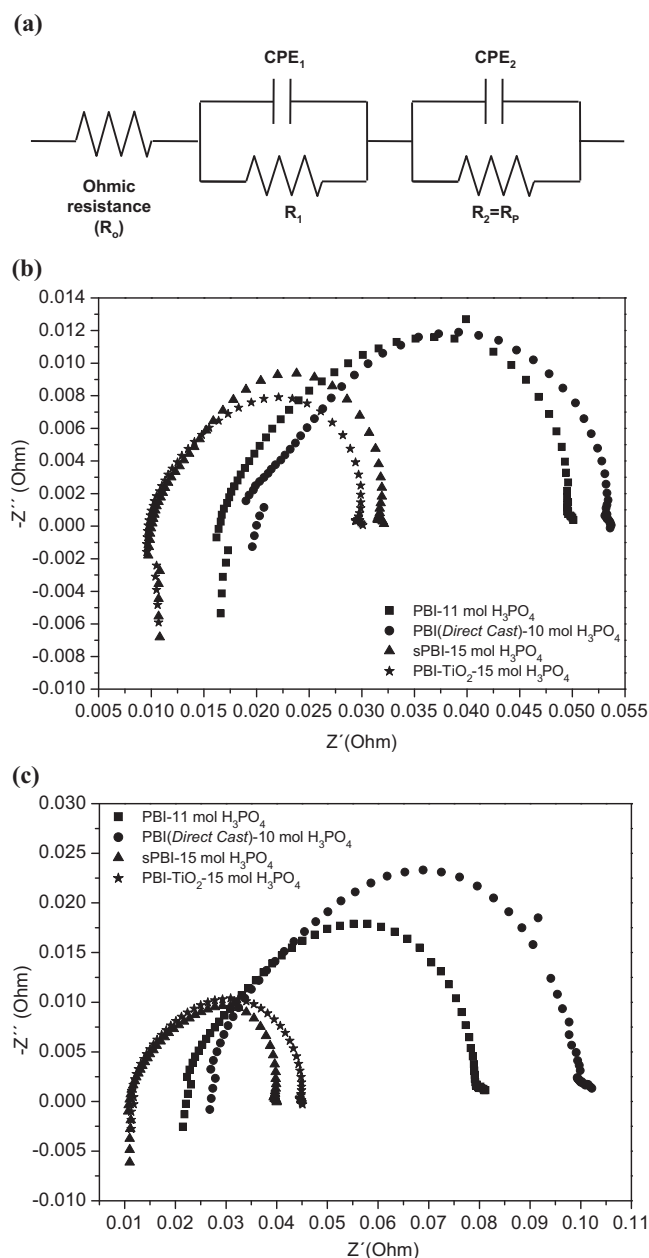 (a)
CPE₁ CPE₂
Ohmic
resistance
(Rₒ)
R₁ R₂=Rₚ
(b)
0.014
0.012
0.010
0.008
0.006
0.004
0.002
0.000
-0.002
-0.004
-0.006
-0.008
-0.010
-Z´´ (Ohm)
PBI-11 mol H₃PO₄
PBI(Direct Cast)-10 mol H₃PO₄
sPBI-15 mol H₃PO₄
PBI-TiO₂-15 mol H₃PO₄
0.005 0.010 0.015 0.020 0.025 0.030 0.035 0.040 0.045 0.050 0.055
Z´(Ohm)
(c)
0.030
0.025
0.020
0.015
0.010
0.005
0.000
-0.005
-0.010
-Z´´ (Ohm)
PBI-11 mol H₃PO₄
PBI(Direct Cast)-10 mol H₃PO₄
sPBI-15 mol H₃PO₄
PBI-TiO₂-15 mol H₃PO₄
0.01 0.02 0.03 0.04 0.05 0.06 0.07 0.08 0.09 0.10 0.11
Z´(Ohm)